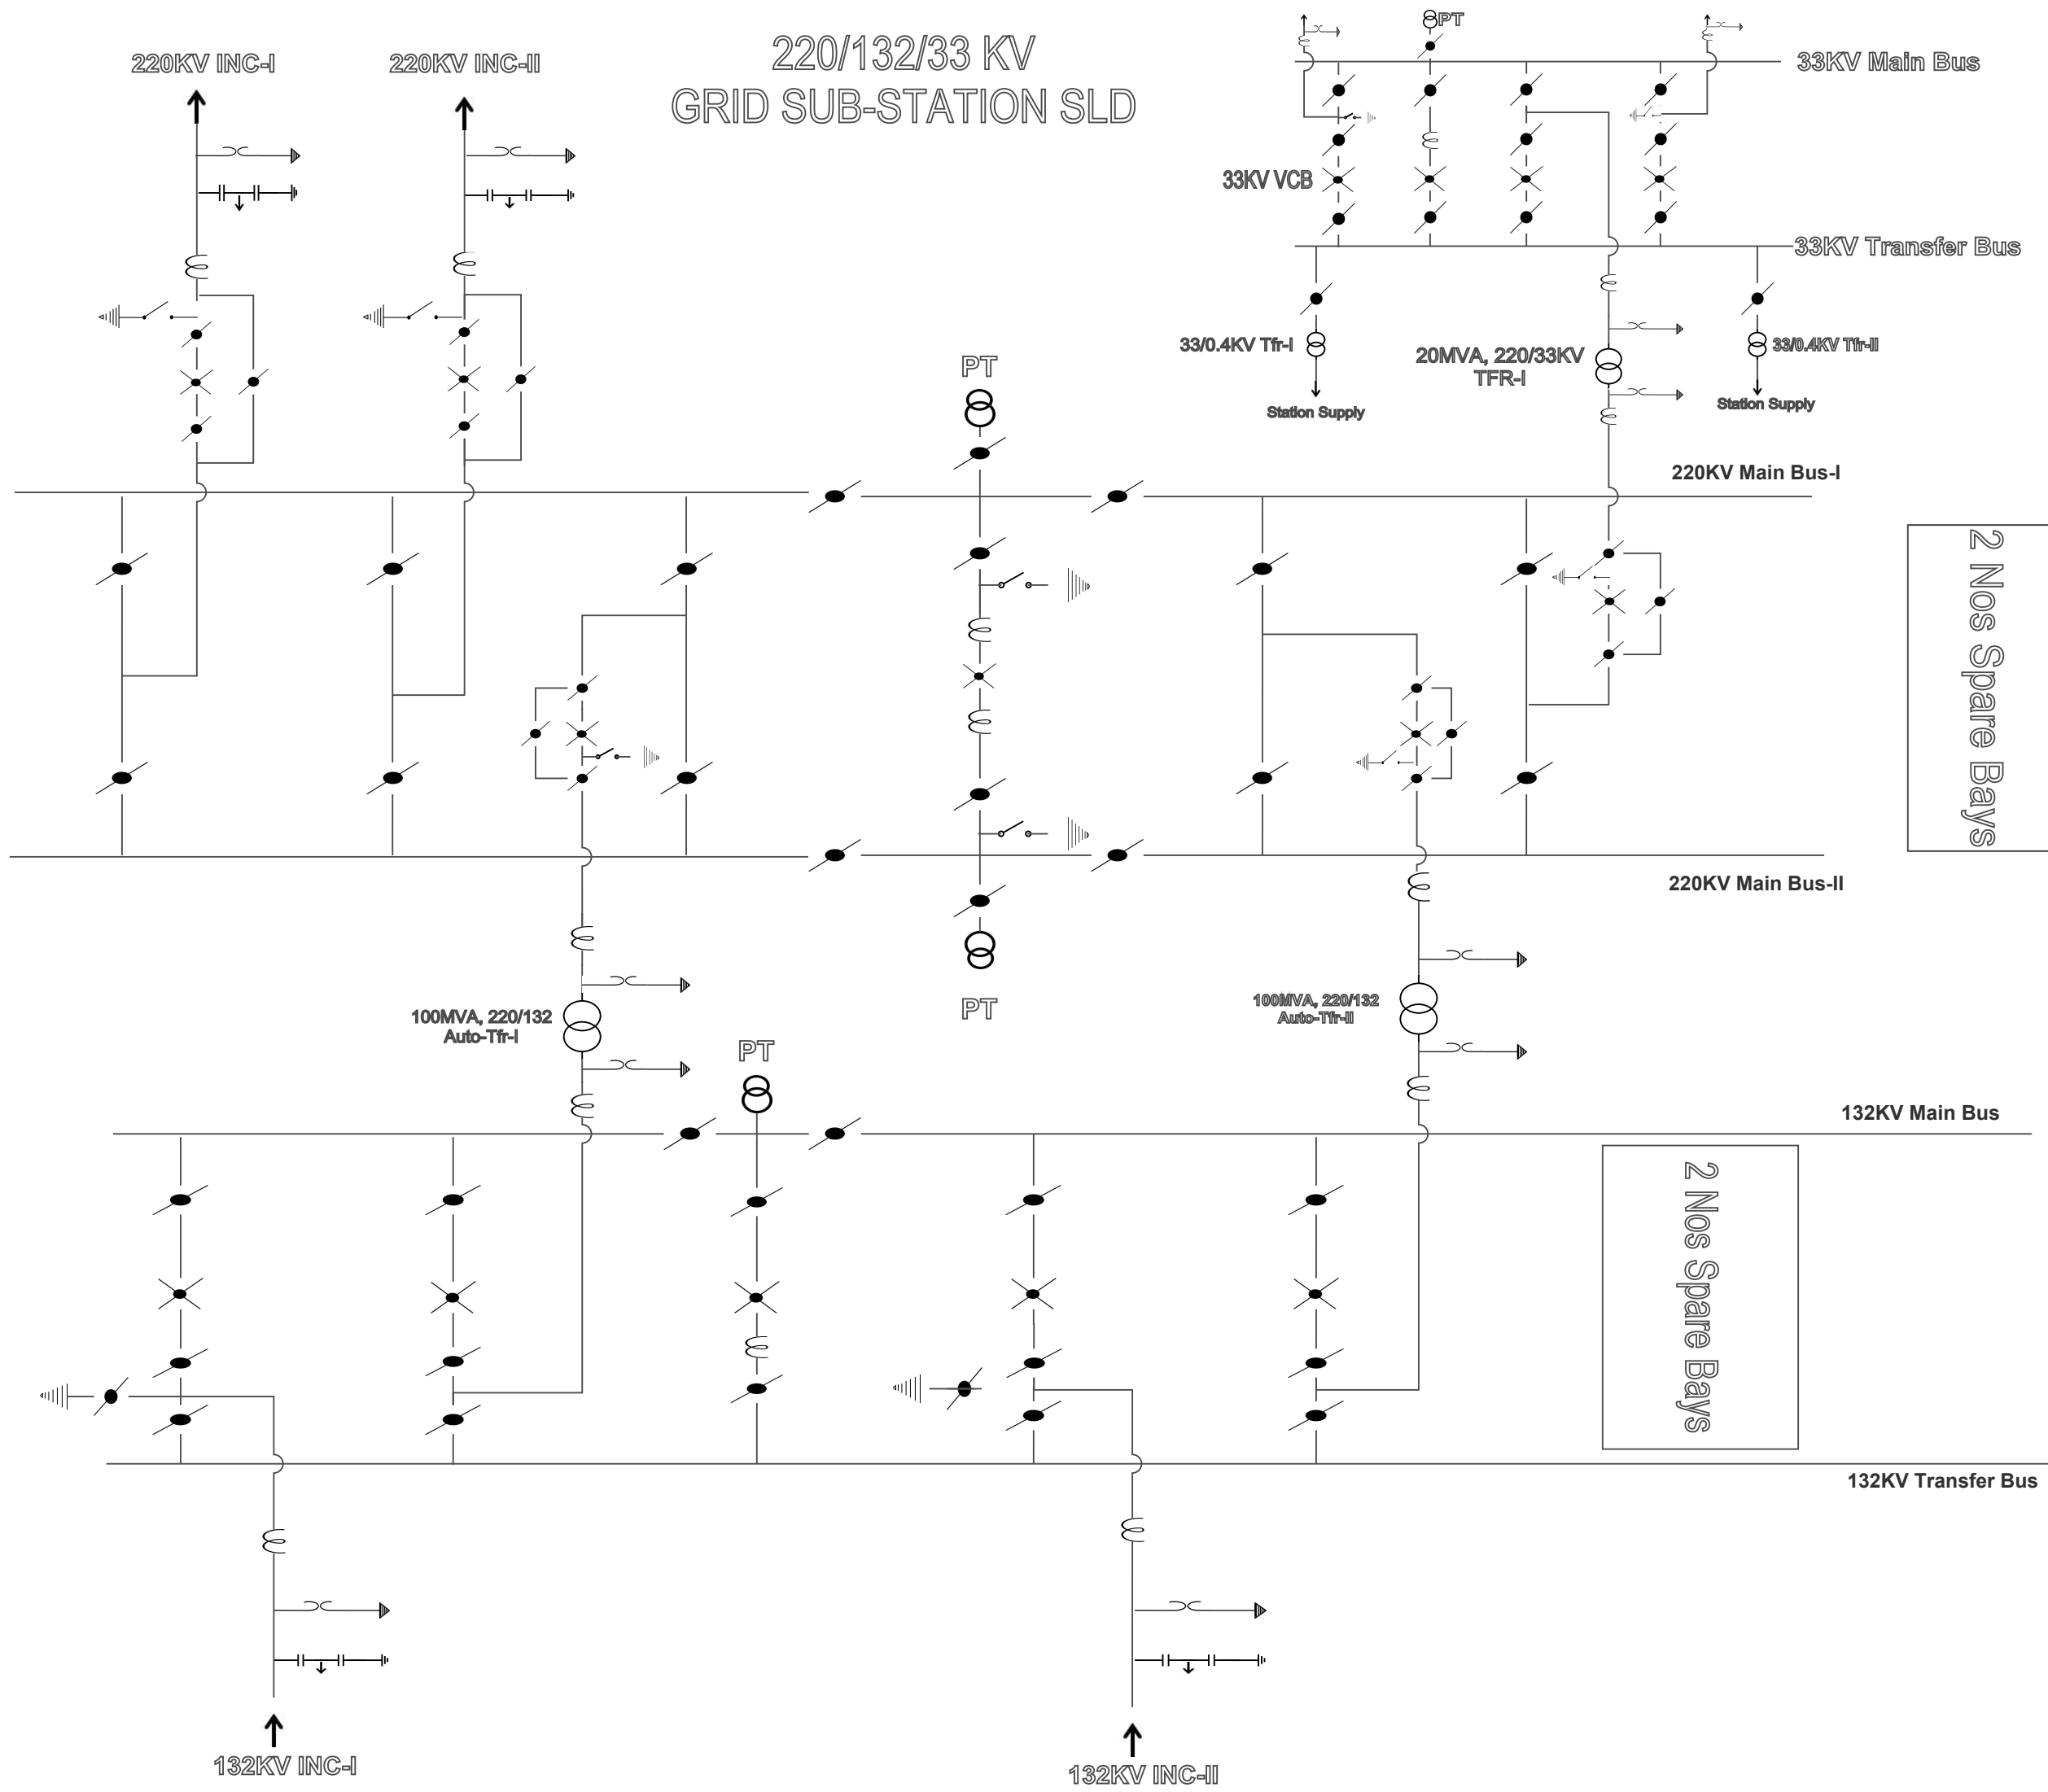 220/132/33 KV
GRID SUB-STATION SLD
220KV INC-I
220KV INC-II
PT
33KV Main Bus
33KV VCB
33KV Transfer Bus
33/0.4KV Tfr-I
Station Supply
20MVA, 220/33KV
TFR-I
33/0.4KV Tfr-II
Station Supply
PT
220KV Main Bus-I
2 Nos Spare Bays
220KV Main Bus-II
PT
100MVA, 220/132
Auto-Tfr-I
100MVA, 220/132
Auto-Tfr-II
PT
132KV Main Bus
2 Nos Spare Bays
132KV Transfer Bus
132KV INC-I
132KV INC-II